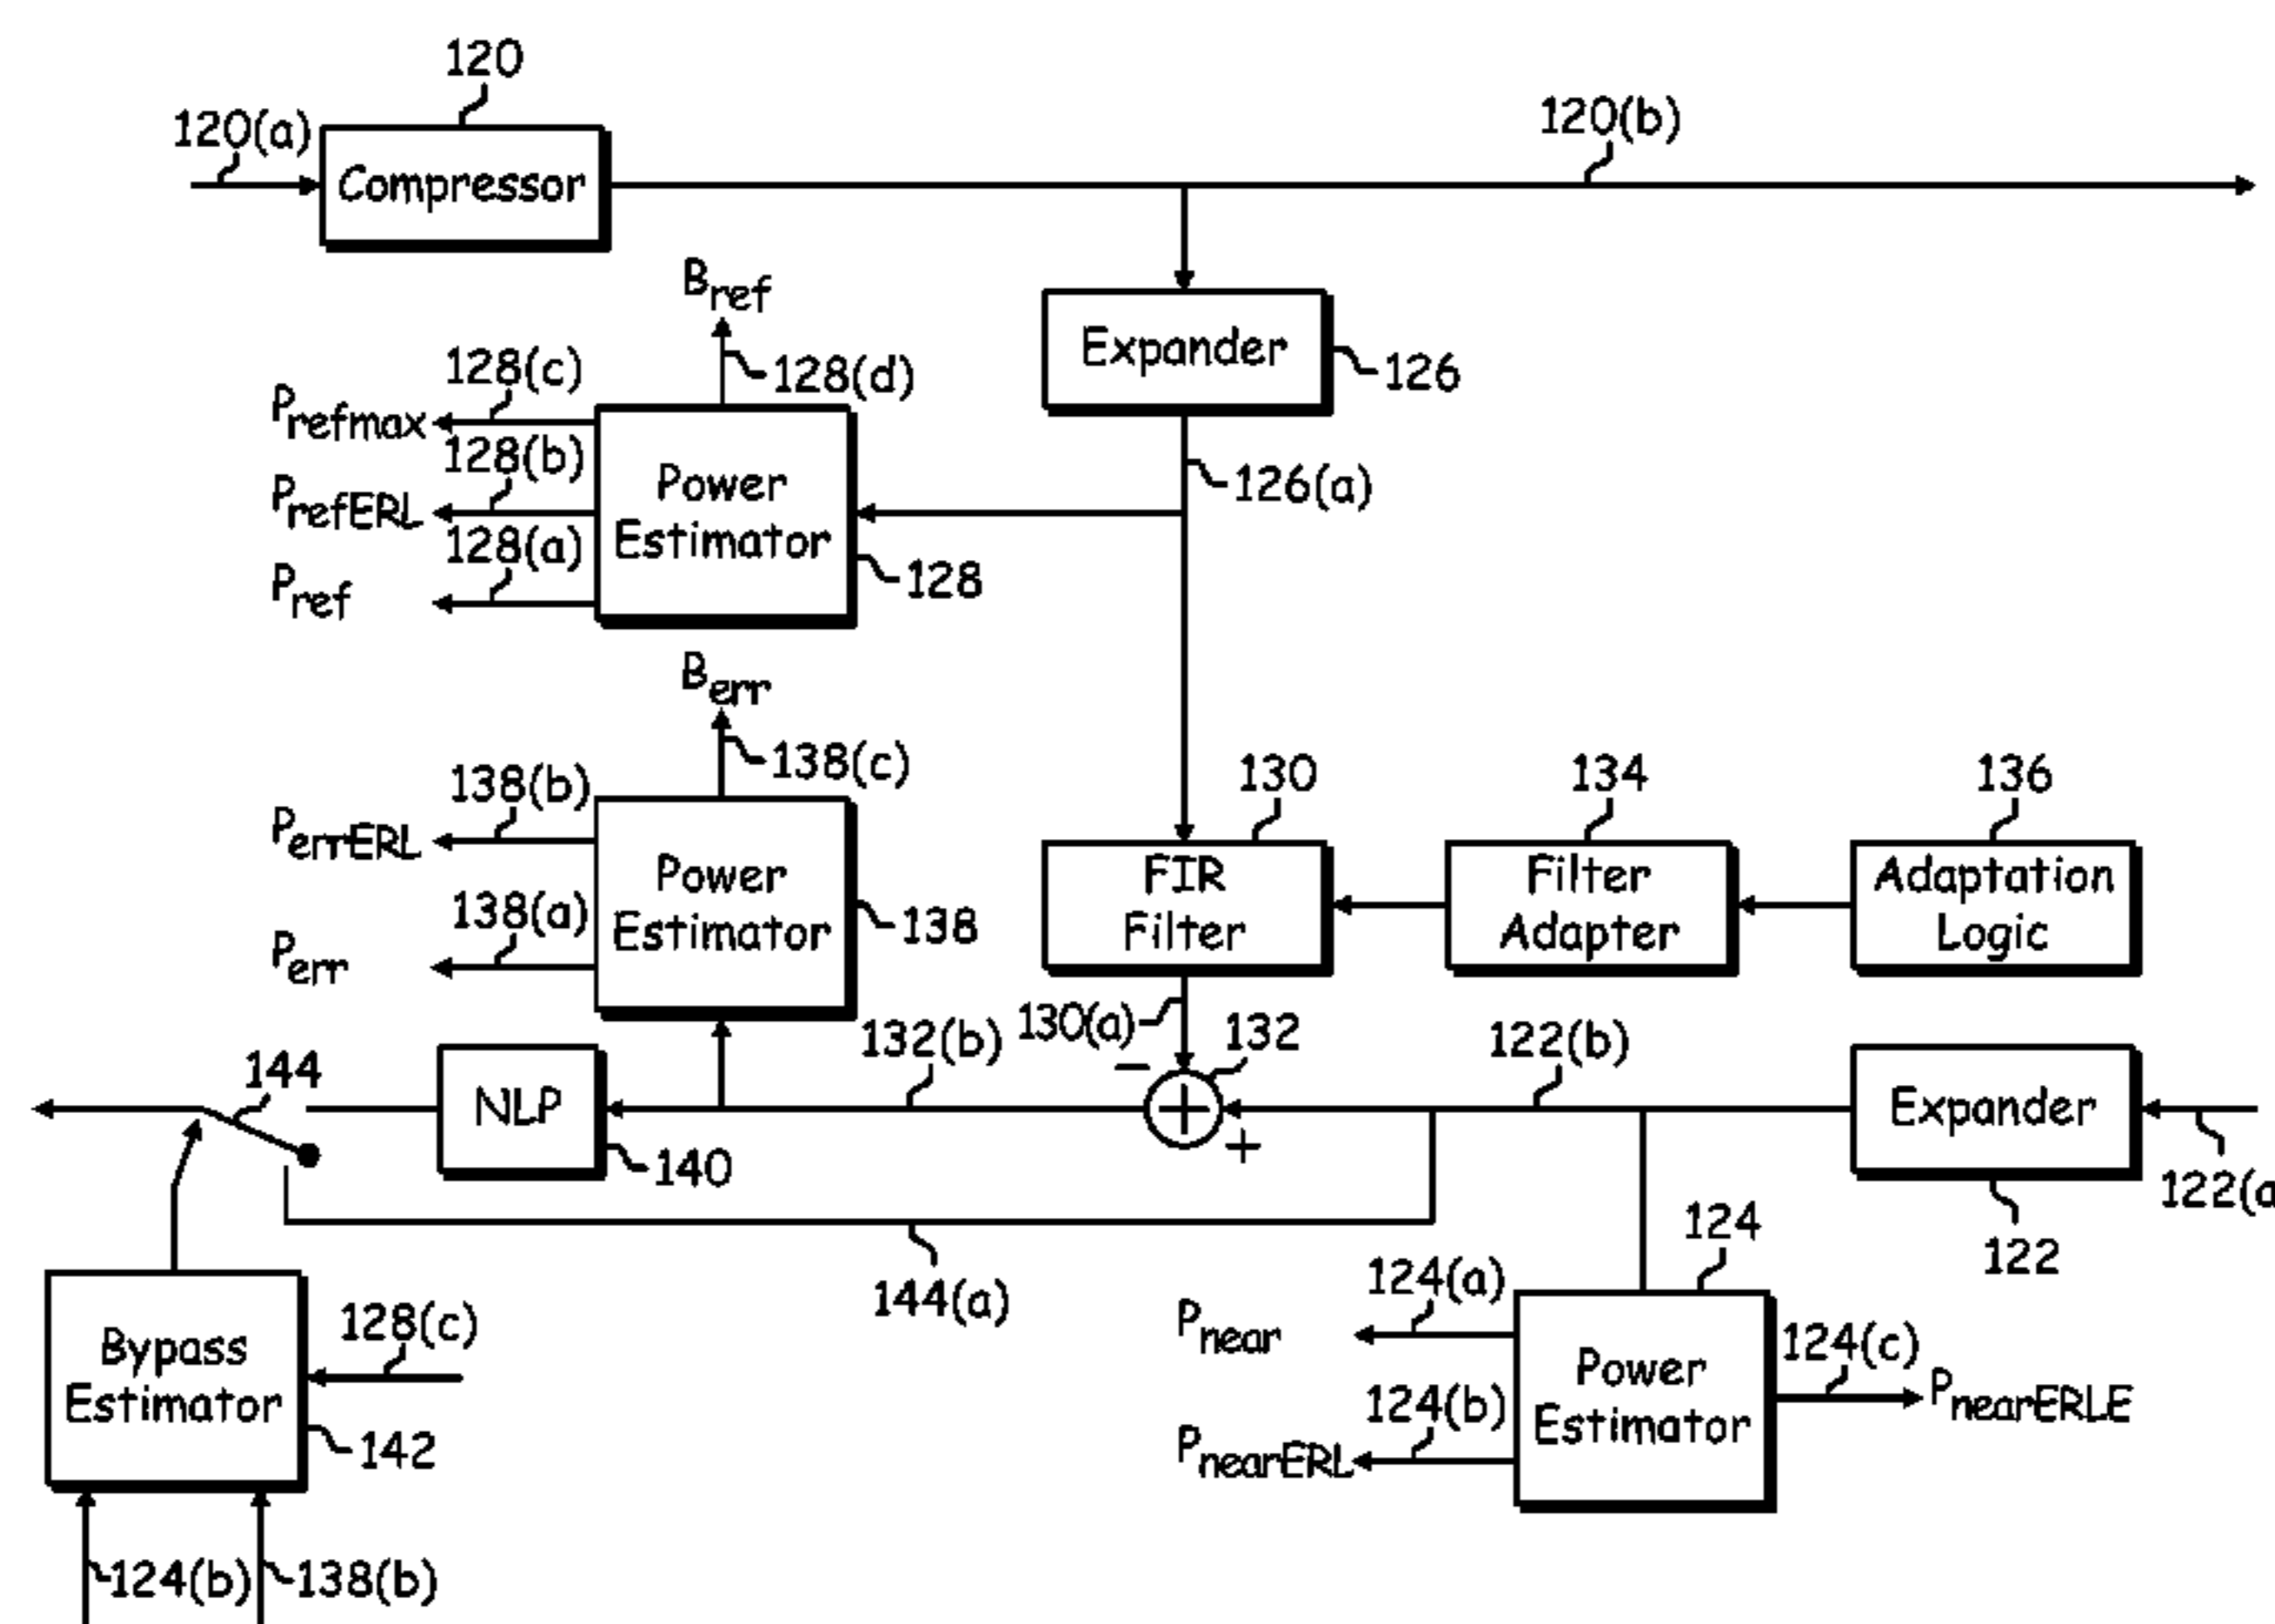 120
120(a)
120(b)
Compressor
Bref
128(c)
128(d)
Expander
126
Prefmax
128(b)
Power
Estimator
126(a)
PrefERL
128(a)
128
Pref
Berr
138(c)
138(b)
130
134
136
PerrERL
Power
Estimator
FIR
Filter
Filter
Adapter
Adaptation
Logic
138(a)
138
Perr
130(a)
132
132(b)
122(b)
144
−
NLP
+
+
Expander
140
122(a
124
122
144(a)
124(a)
128(c)
Pnear
Bypass
Estimator
124(c)
Power
Estimator
124(b)
PnearERLE
142
PnearERL
124(b)
138(b)